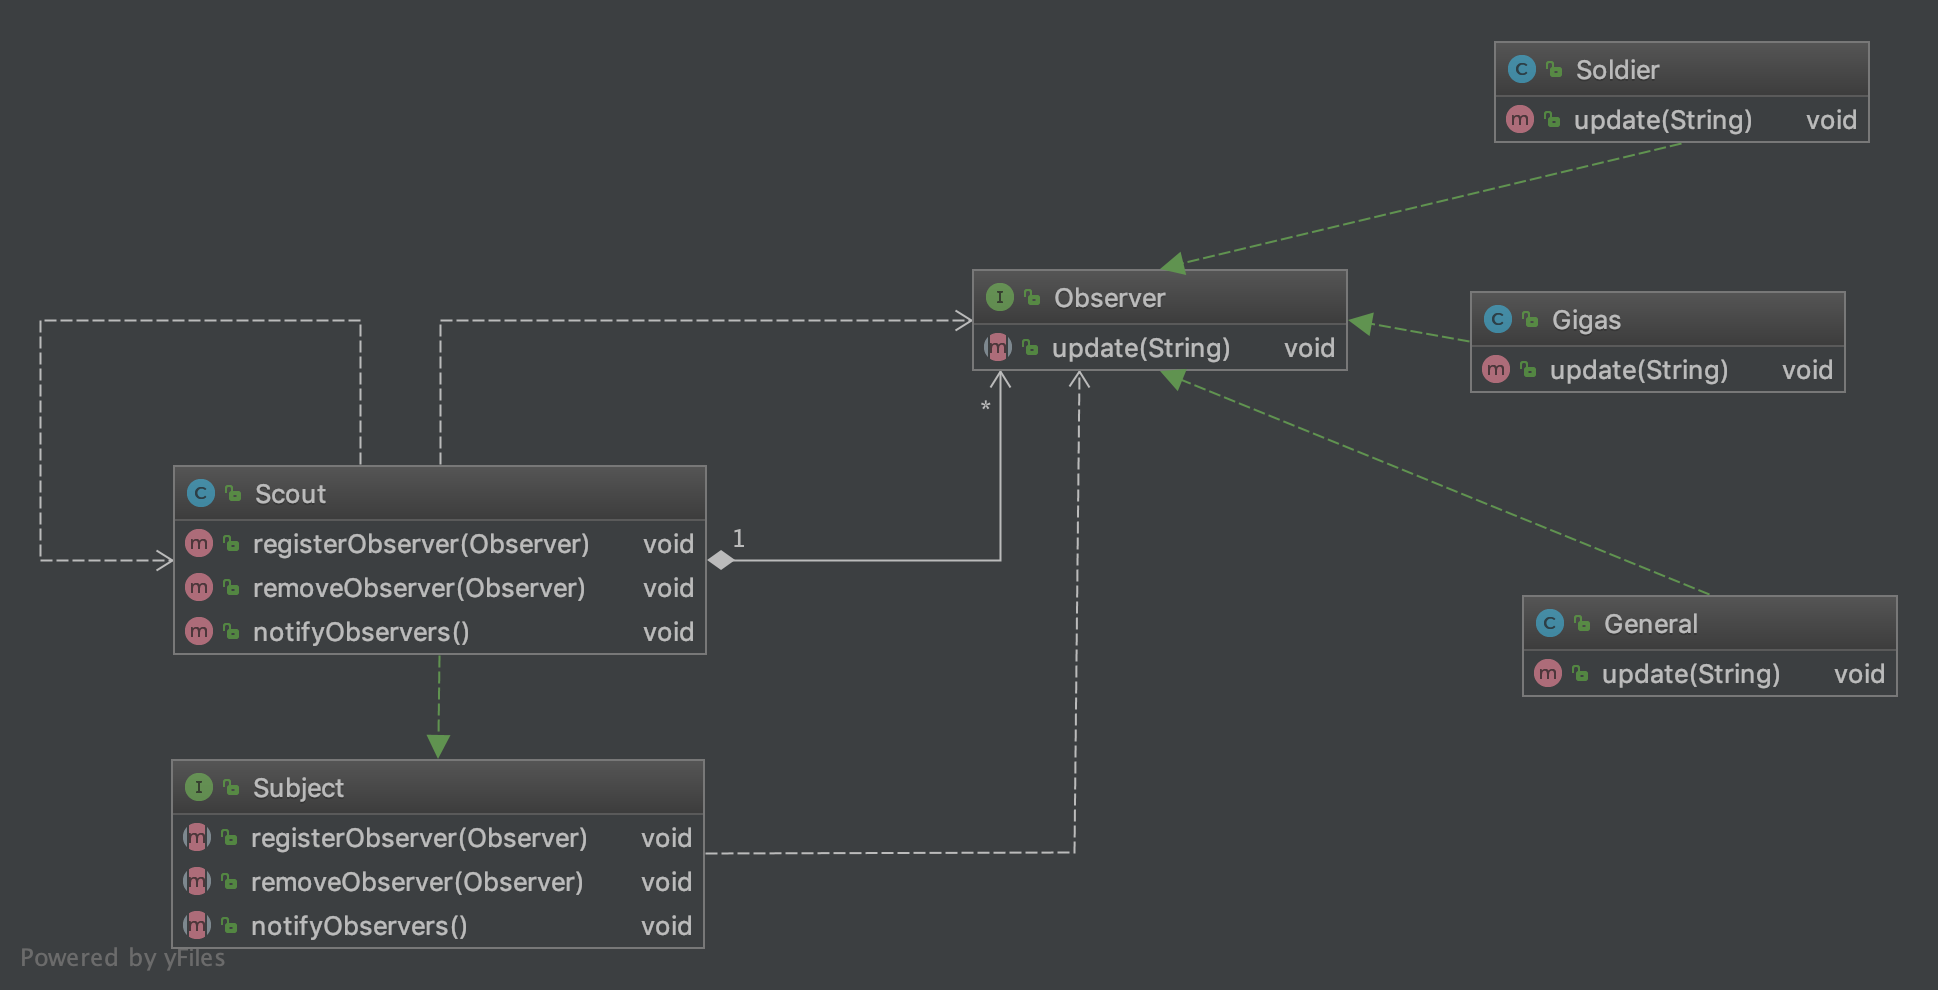 Soldier
update(String) void
Observer
update(String) void
*
Gigas
update(String) void
Scout
registerObserver(Observer) void
removeObserver(Observer) void
notifyObservers() void
1
General
update(String) void
Subject
registerObserver(Observer) void
removeObserver(Observer) void
notifyObservers() void
Powered by yFiles